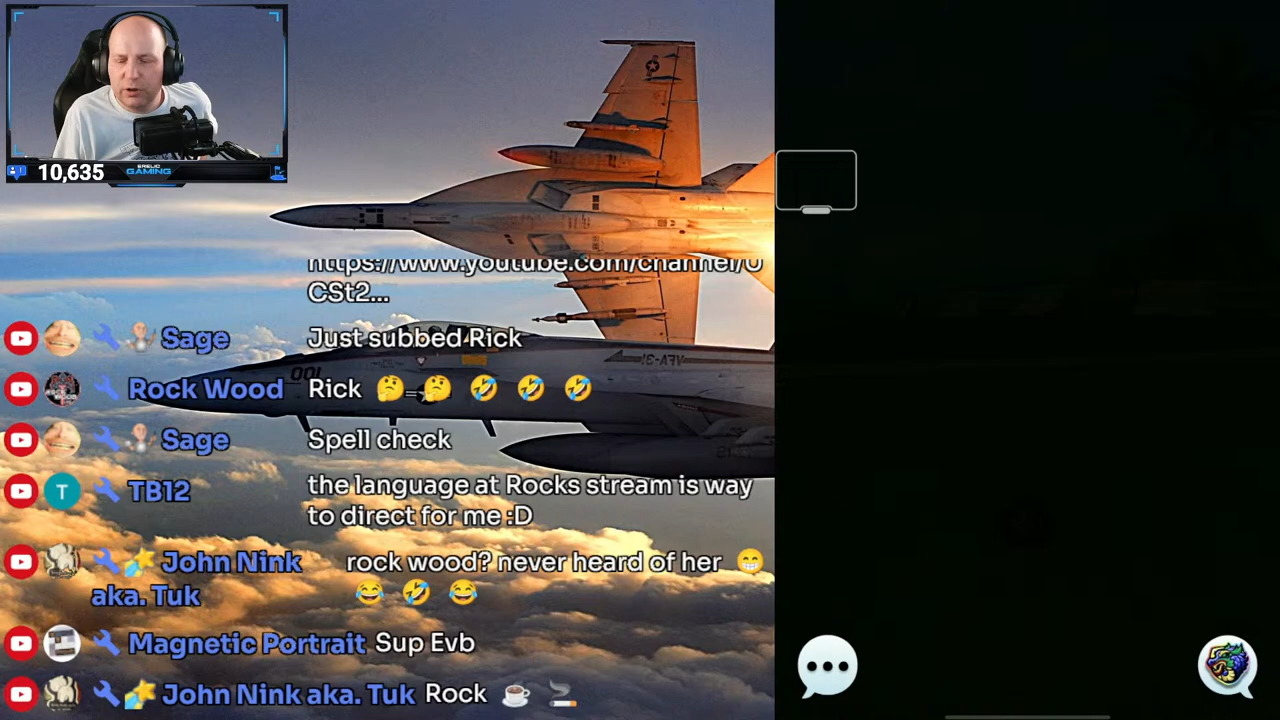 10,635
ERELIC
GAMING
https://www.youtube.com/channel/U
CSt2...
Sage Just subbed Rick
Rock Wood Rick
Sage Spell check
T TB12 the language at Rocks stream is way
to direct for me :D
John Nink rock wood? never heard of her
aka. Tuk
Magnetic Portrait Sup Evb
John Nink aka. Tuk Rock
001